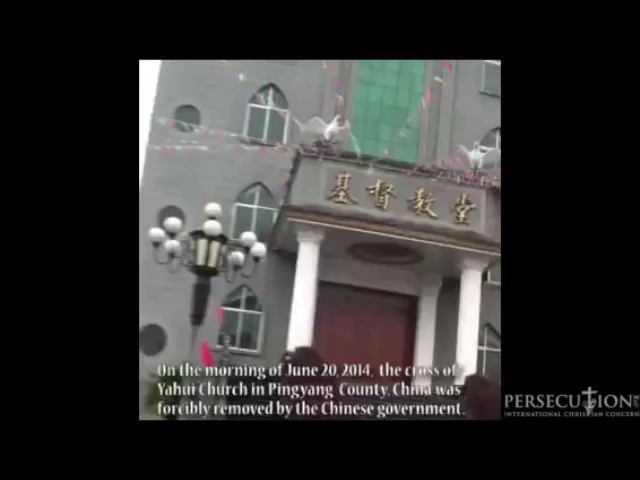 基督教堂
On the morning of June 20, 2014, the cross of
Yahui Church in Pingyang County, China was
forcibly removed by the Chinese government.
PERSECUTION.ORG
INTERNATIONAL CHRISTIAN CONCERN